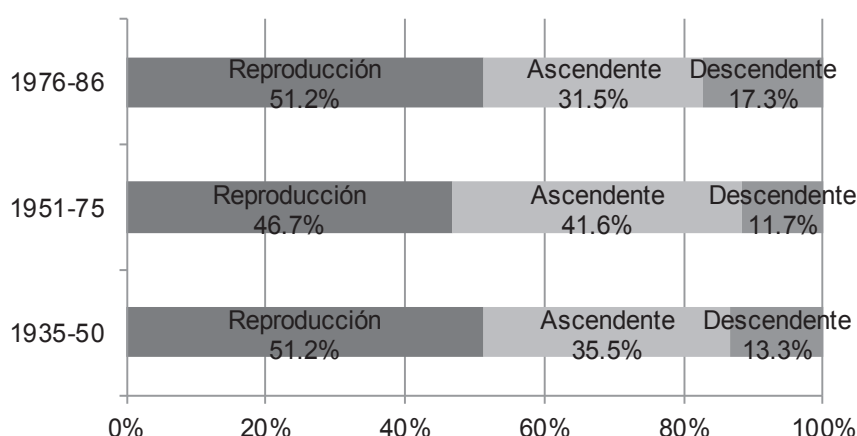 1976-86
Reproducción Ascendente Descendente
51.2% 31.5% 17.3%
1951-75
Reproducción Ascendente Descendente
46.7% 41.6% 11.7%
1935-50
Reproducción Ascendente Descendente
51.2% 35.5% 13.3%
0% 20% 40% 60% 80% 100%